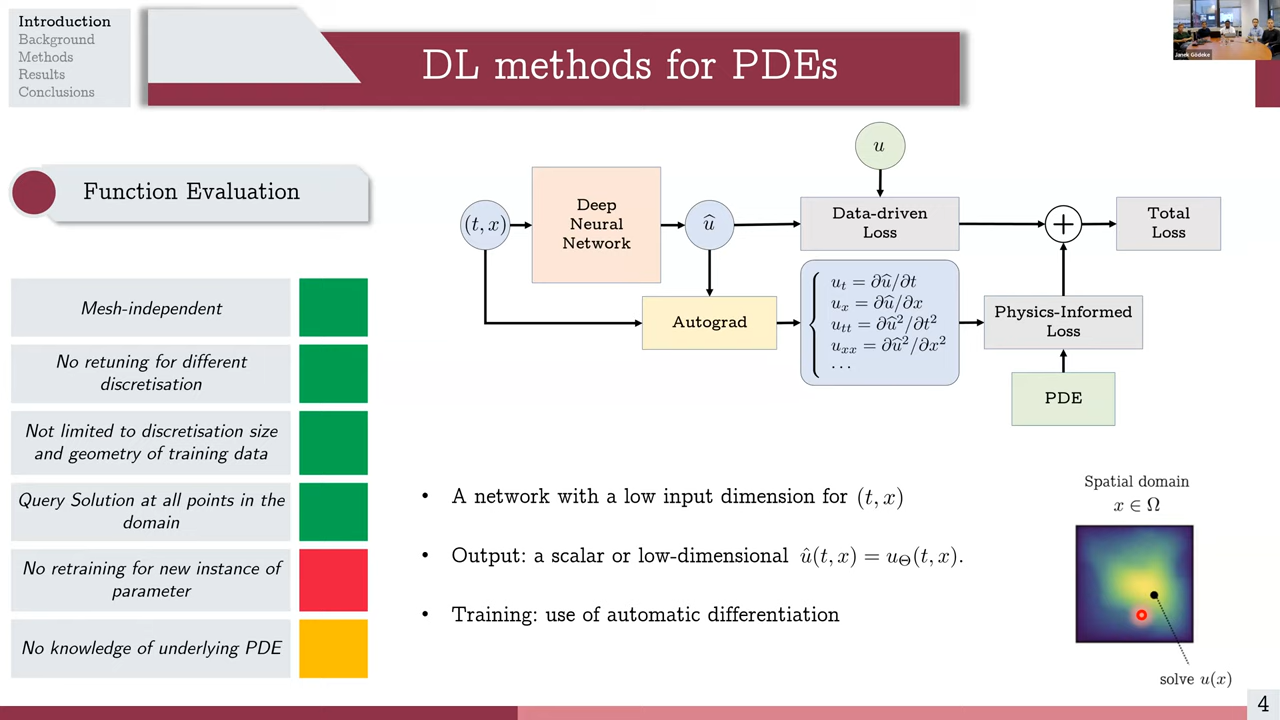 Introduction
Background
Methods
Results
Conclusions
DL methods for PDEs
Janek Gödeke
Function Evaluation
Mesh-independent
No retuning for different
discretisation
Not limited to discretisation size
and geometry of training data
Query Solution at all points in the
domain
No retraining for new instance of
parameter
No knowledge of underlying PDE
u
(t, x)
Deep
Neural
Network
û
Data-driven
Loss
+
Total
Loss
Autograd
u_t = ∂û/∂t
u_x = ∂û/∂x
u_tt = ∂û²/∂t²
u_xx = ∂û²/∂x²
...
Physics-Informed
Loss
PDE
• A network with a low input dimension for (t, x)
• Output: a scalar or low-dimensional û(t, x) = u_Θ(t, x).
• Training: use of automatic differentiation
Spatial domain
x ∈ Ω
solve u(x)
4